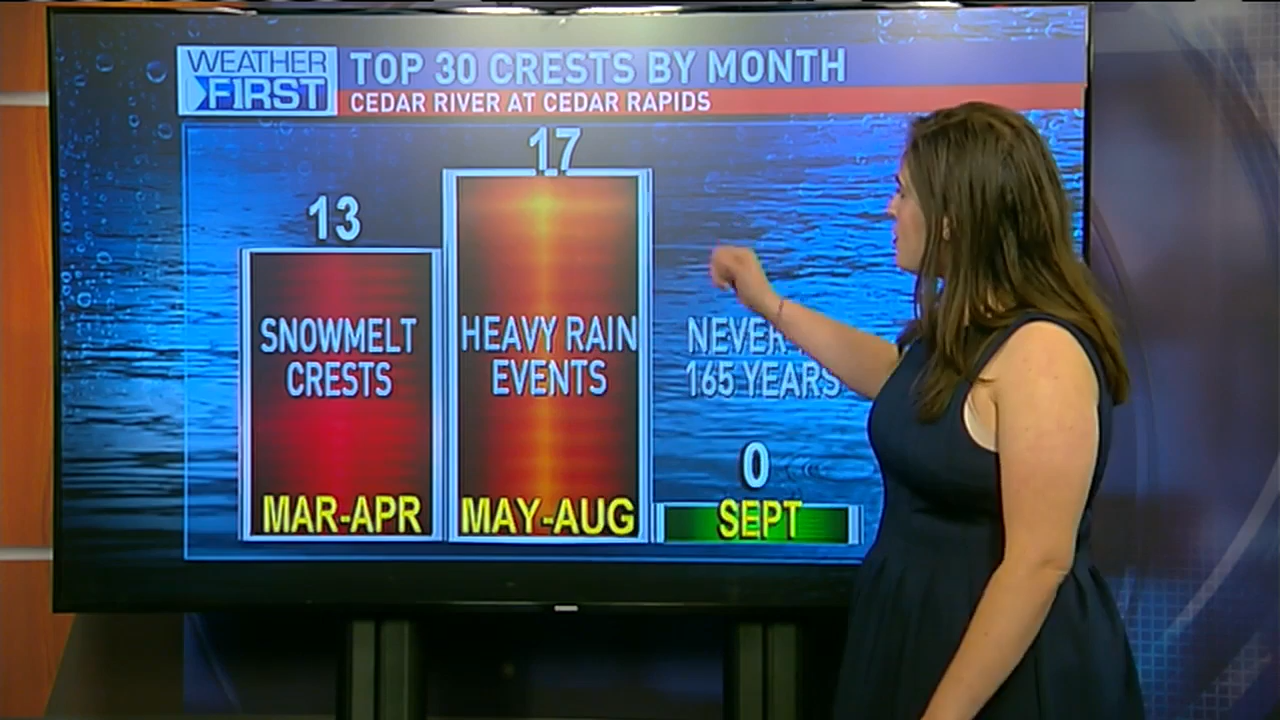 WEATHER
F1RST
TOP 30 CRESTS BY MONTH
CEDAR RIVER AT CEDAR RAPIDS
13
SNOWMELT
CRESTS
MAR-APR
17
HEAVY RAIN
EVENTS
MAY-AUG
NEVER
165 YEARS
0
SEPT